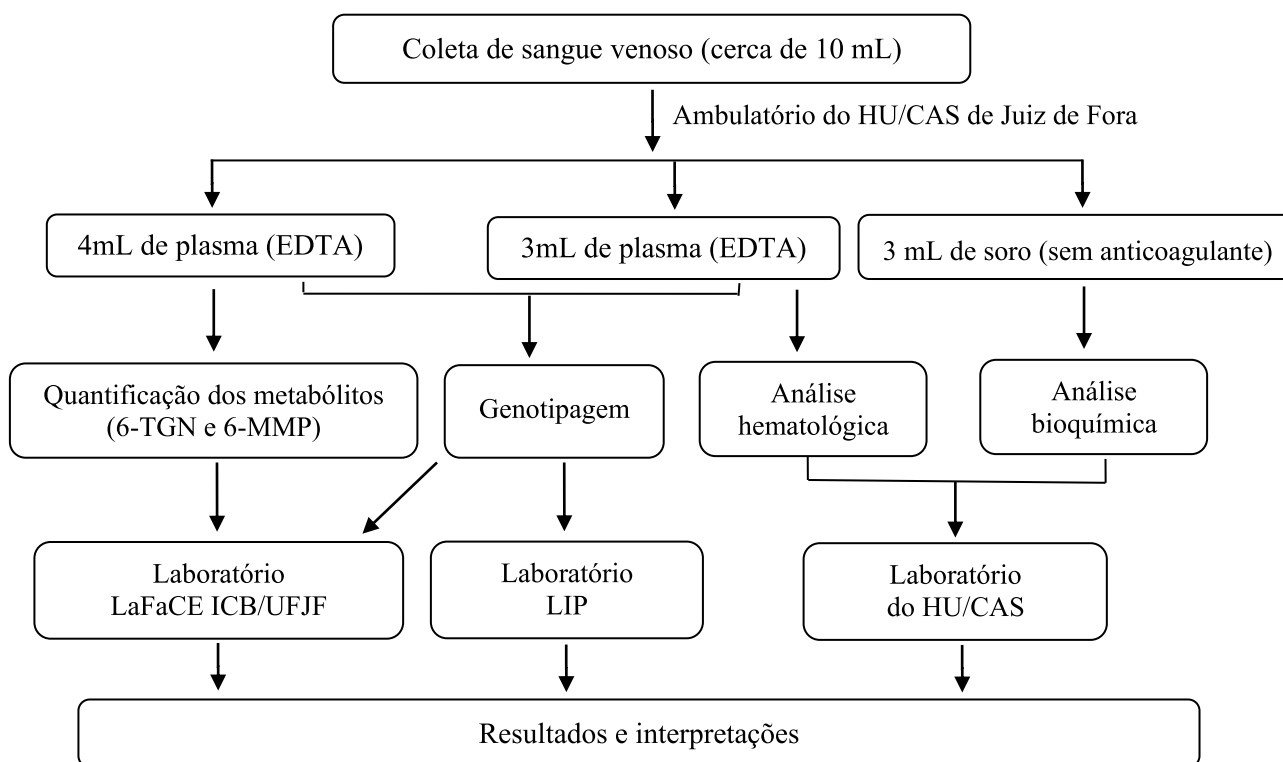 Coleta de sangue venoso (cerca de 10 mL)
Ambulatório do HU/CAS de Juiz de Fora
4mL de plasma (EDTA)
3mL de plasma (EDTA)
3 mL de soro (sem anticoagulante)
Quantificação dos metabólitos
(6-TGN e 6-MMP)
Genotipagem
Análise
hematológica
Análise
bioquímica
Laboratório
LaFaCE ICB/UFJF
Laboratório
LIP
Laboratório
do HU/CAS
Resultados e interpretações